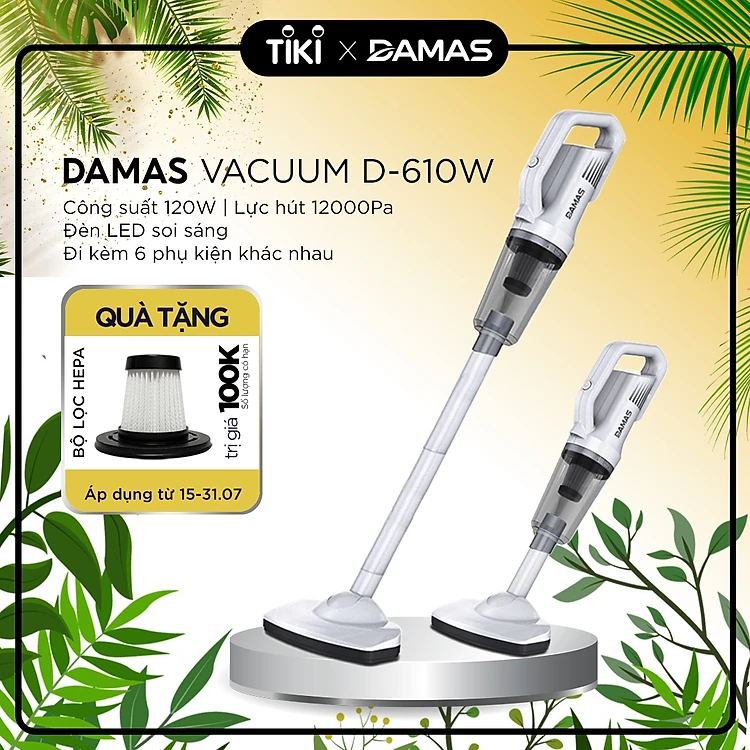 TIKI X DAMAS
DAMAS VACUUM D-610W
Công suất 120W | Lực hút 12000Pa
Đèn LED soi sáng
Đi kèm 6 phụ kiện khác nhau
QUÀ TẶNG
BỘ LỌC HEPA
trị giá 100K
Số lượng có hạn
Áp dụng từ 15-31.07
DAMAS
DAMAS